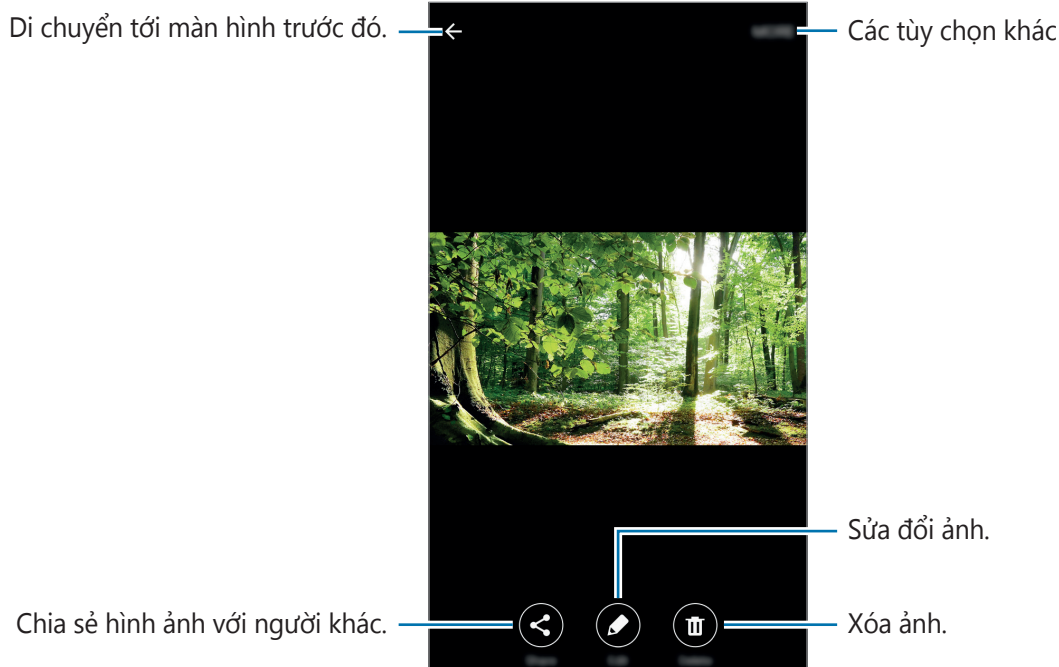 Di chuyển tới màn hình trước đó.
Các tùy chọn khác
Sửa đổi ảnh.
Chia sẻ hình ảnh với người khác.
Xóa ảnh.